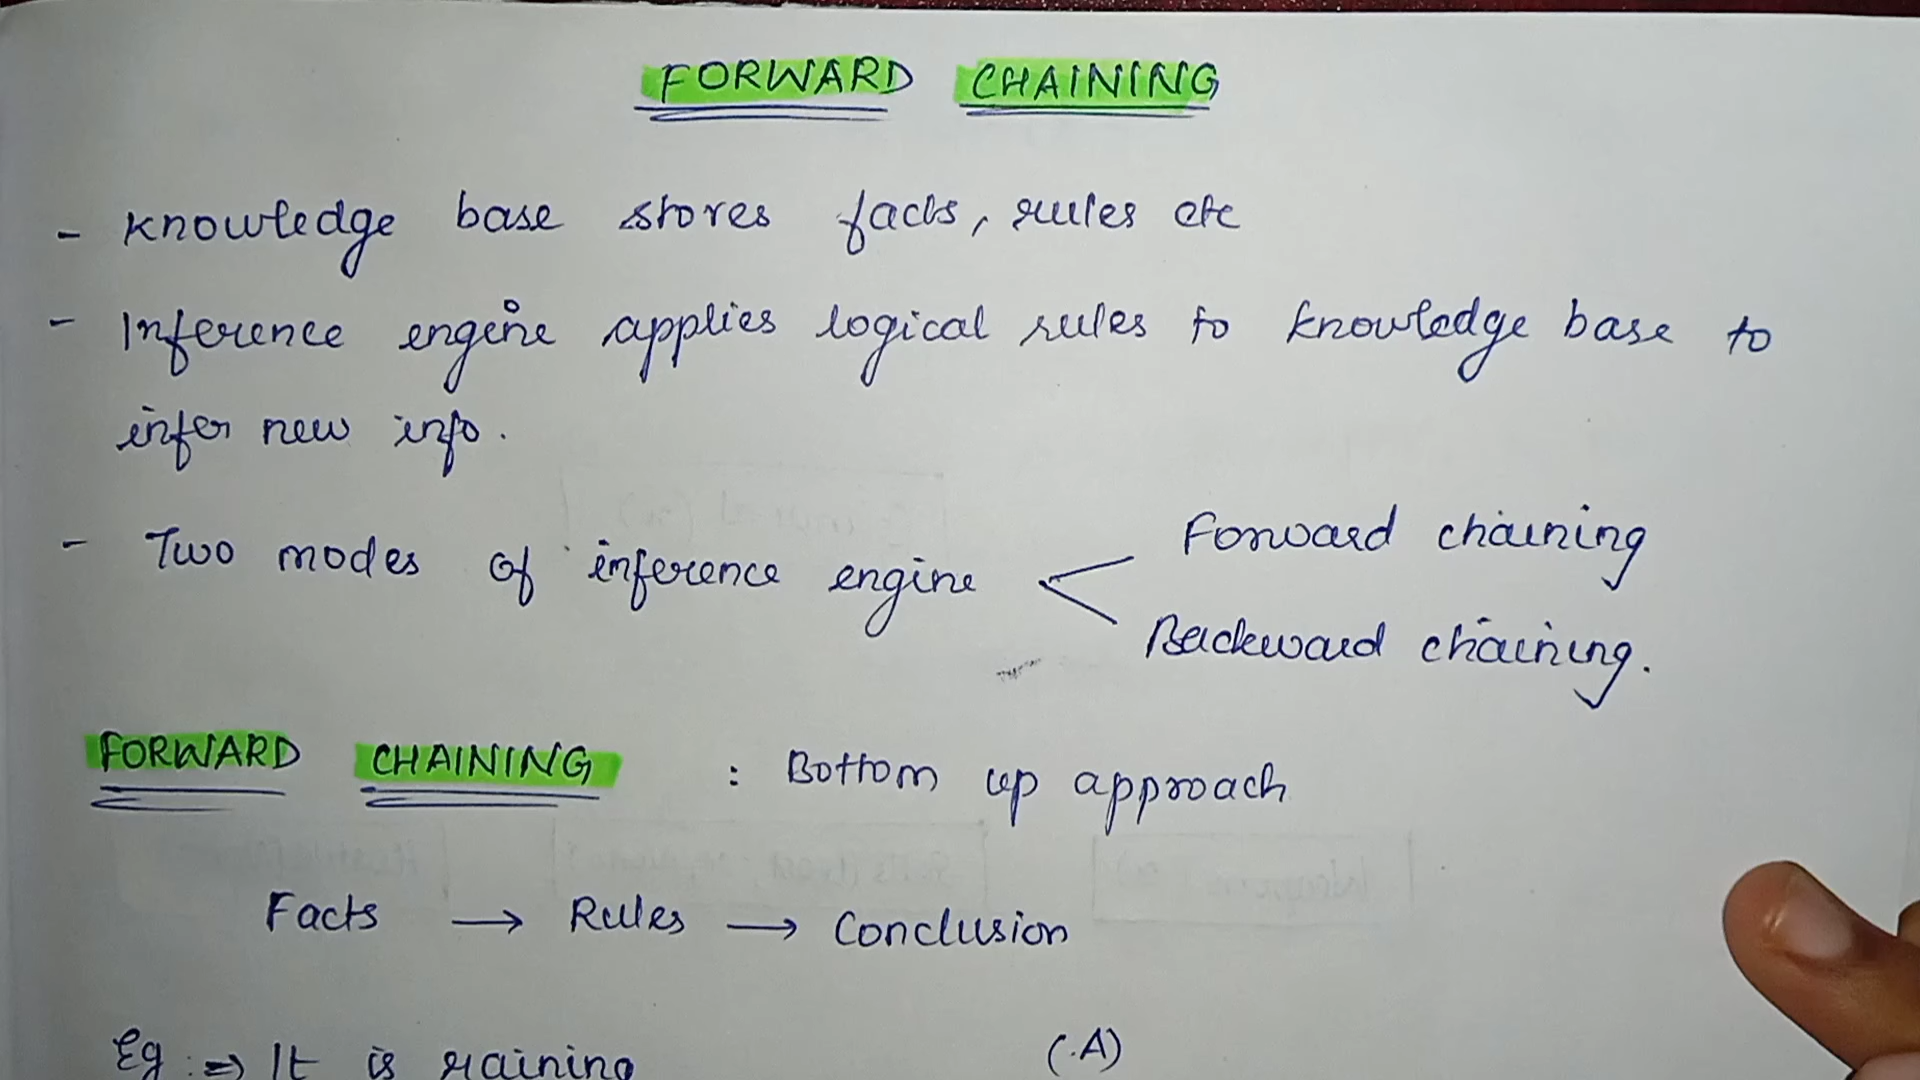 FORWARD CHAINING
- Knowledge base stores facts, rules etc
- Inference engine applies logical rules to knowledge base to
infer new info.
- Two modes of inference engine < Forward chaining
Backward chaining.
FORWARD CHAINING : Bottom up approach
Facts → Rules → Conclusion
Eg :⇒ It is raining (.A)